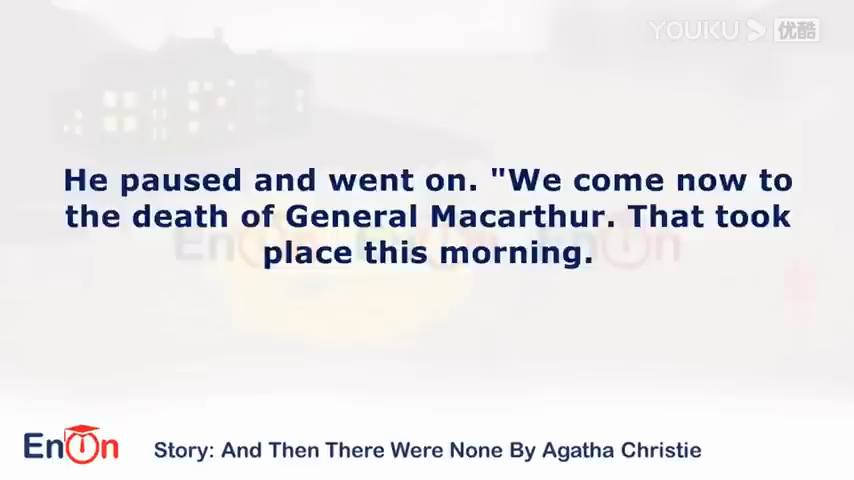 YOUKU 优酷
He paused and went on. "We come now to
the death of General Macarthur. That took
place this morning.
EnOn
Story: And Then There Were None By Agatha Christie